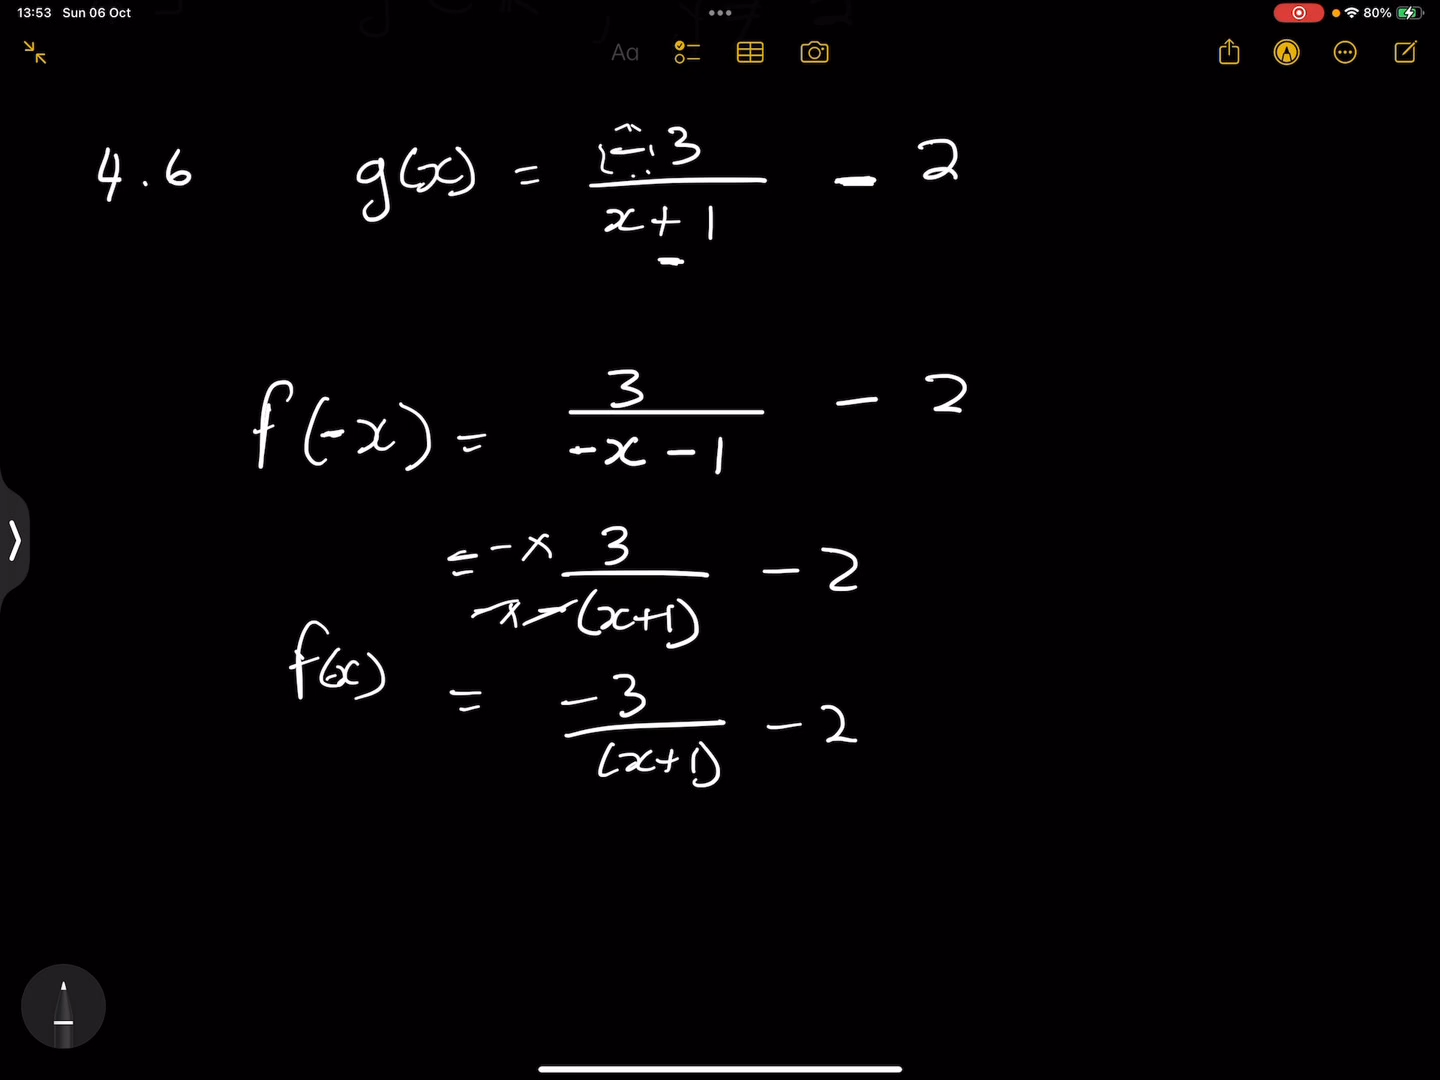 13:53 Sun 06 Oct
80%
Aa
4.6 g(x) = -3/(x+1) - 2
f(-x) = 3/(-x-1) - 2
= -× 3/-×-(x+1) - 2
f(x)
= -3/(x+1) - 2